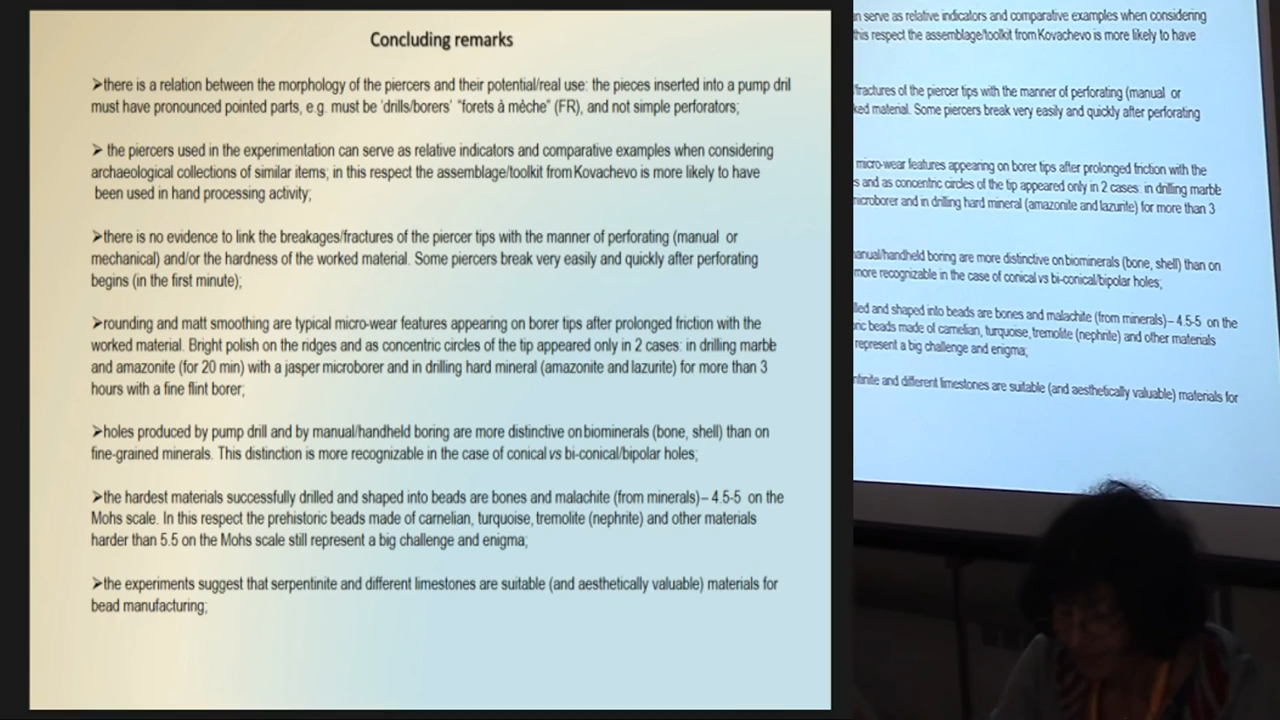 Concluding remarks
➢there is a relation between the morphology of the piercers and their potential/real use: the pieces inserted into a pump dril
must have pronounced pointed parts, e.g. must be 'drills/borers' "forets à mèche" (FR), and not simple perforators;
➢ the piercers used in the experimentation can serve as relative indicators and comparative examples when considering
archaeological collections of similar items; in this respect the assemblage/toolkit from Kovachevo is more likely to have
been used in hand processing activity;
➢there is no evidence to link the breakages/fractures of the piercer tips with the manner of perforating (manual or
mechanical) and/or the hardness of the worked material. Some piercers break very easily and quickly after perforating
begins (in the first minute);
➢rounding and matt smoothing are typical micro-wear features appearing on borer tips after prolonged friction with the
worked material. Bright polish on the ridges and as concentric circles of the tip appeared only in 2 cases: in drilling marble
and amazonite (for 20 min) with a jasper microborer and in drilling hard mineral (amazonite and lazurite) for more than 3
hours with a fine flint borer;
➢holes produced by pump drill and by manual/handheld boring are more distinctive on biominerals (bone, shell) than on
fine-grained minerals. This distinction is more recognizable in the case of conical vs bi-conical/bipolar holes;
➢the hardest materials successfully drilled and shaped into beads are bones and malachite (from minerals)– 4.5-5 on the
Mohs scale. In this respect the prehistoric beads made of carnelian, turquoise, tremolite (nephrite) and other materials
harder than 5.5 on the Mohs scale still represent a big challenge and enigma;
➢the experiments suggest that serpentinite and different limestones are suitable (and aesthetically valuable) materials for
bead manufacturing;
n serve as relative indicators and comparative examples when considering
this respect the assemblage/toolkit from Kovachevo is more likely to have
fractures of the piercer tips with the manner of perforating (manual or
ked material. Some piercers break very easily and quickly after perforating
micro-wear features appearing on borer tips after prolonged friction with the
s and as concentric circles of the tip appeared only in 2 cases: in drilling marble
microborer and in drilling hard mineral (amazonite and lazurite) for more than 3
manual/handheld boring are more distinctive on biominerals (bone, shell) than on
more recognizable in the case of conical vs bi-conical/bipolar holes;
lled and shaped into beads are bones and malachite (from minerals)– 4.5-5 on the
ric beads made of carnelian, turquoise, tremolite (nephrite) and other materials
represent a big challenge and enigma;
ntinite and different limestones are suitable (and aesthetically valuable) materials for